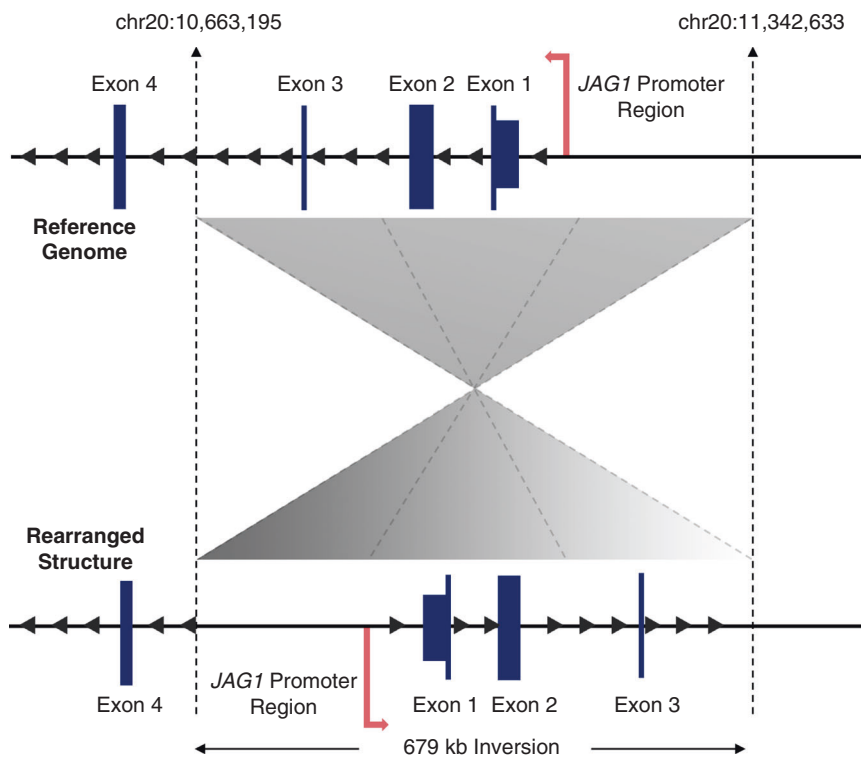 chr20:10,663,195
chr20:11,342,633
Exon 4
Exon 3
Exon 2
Exon 1
JAG1 Promoter
Region
Reference
Genome
Rearranged
Structure
Exon 4
JAG1 Promoter
Region
Exon 1
Exon 2
Exon 3
679 kb Inversion